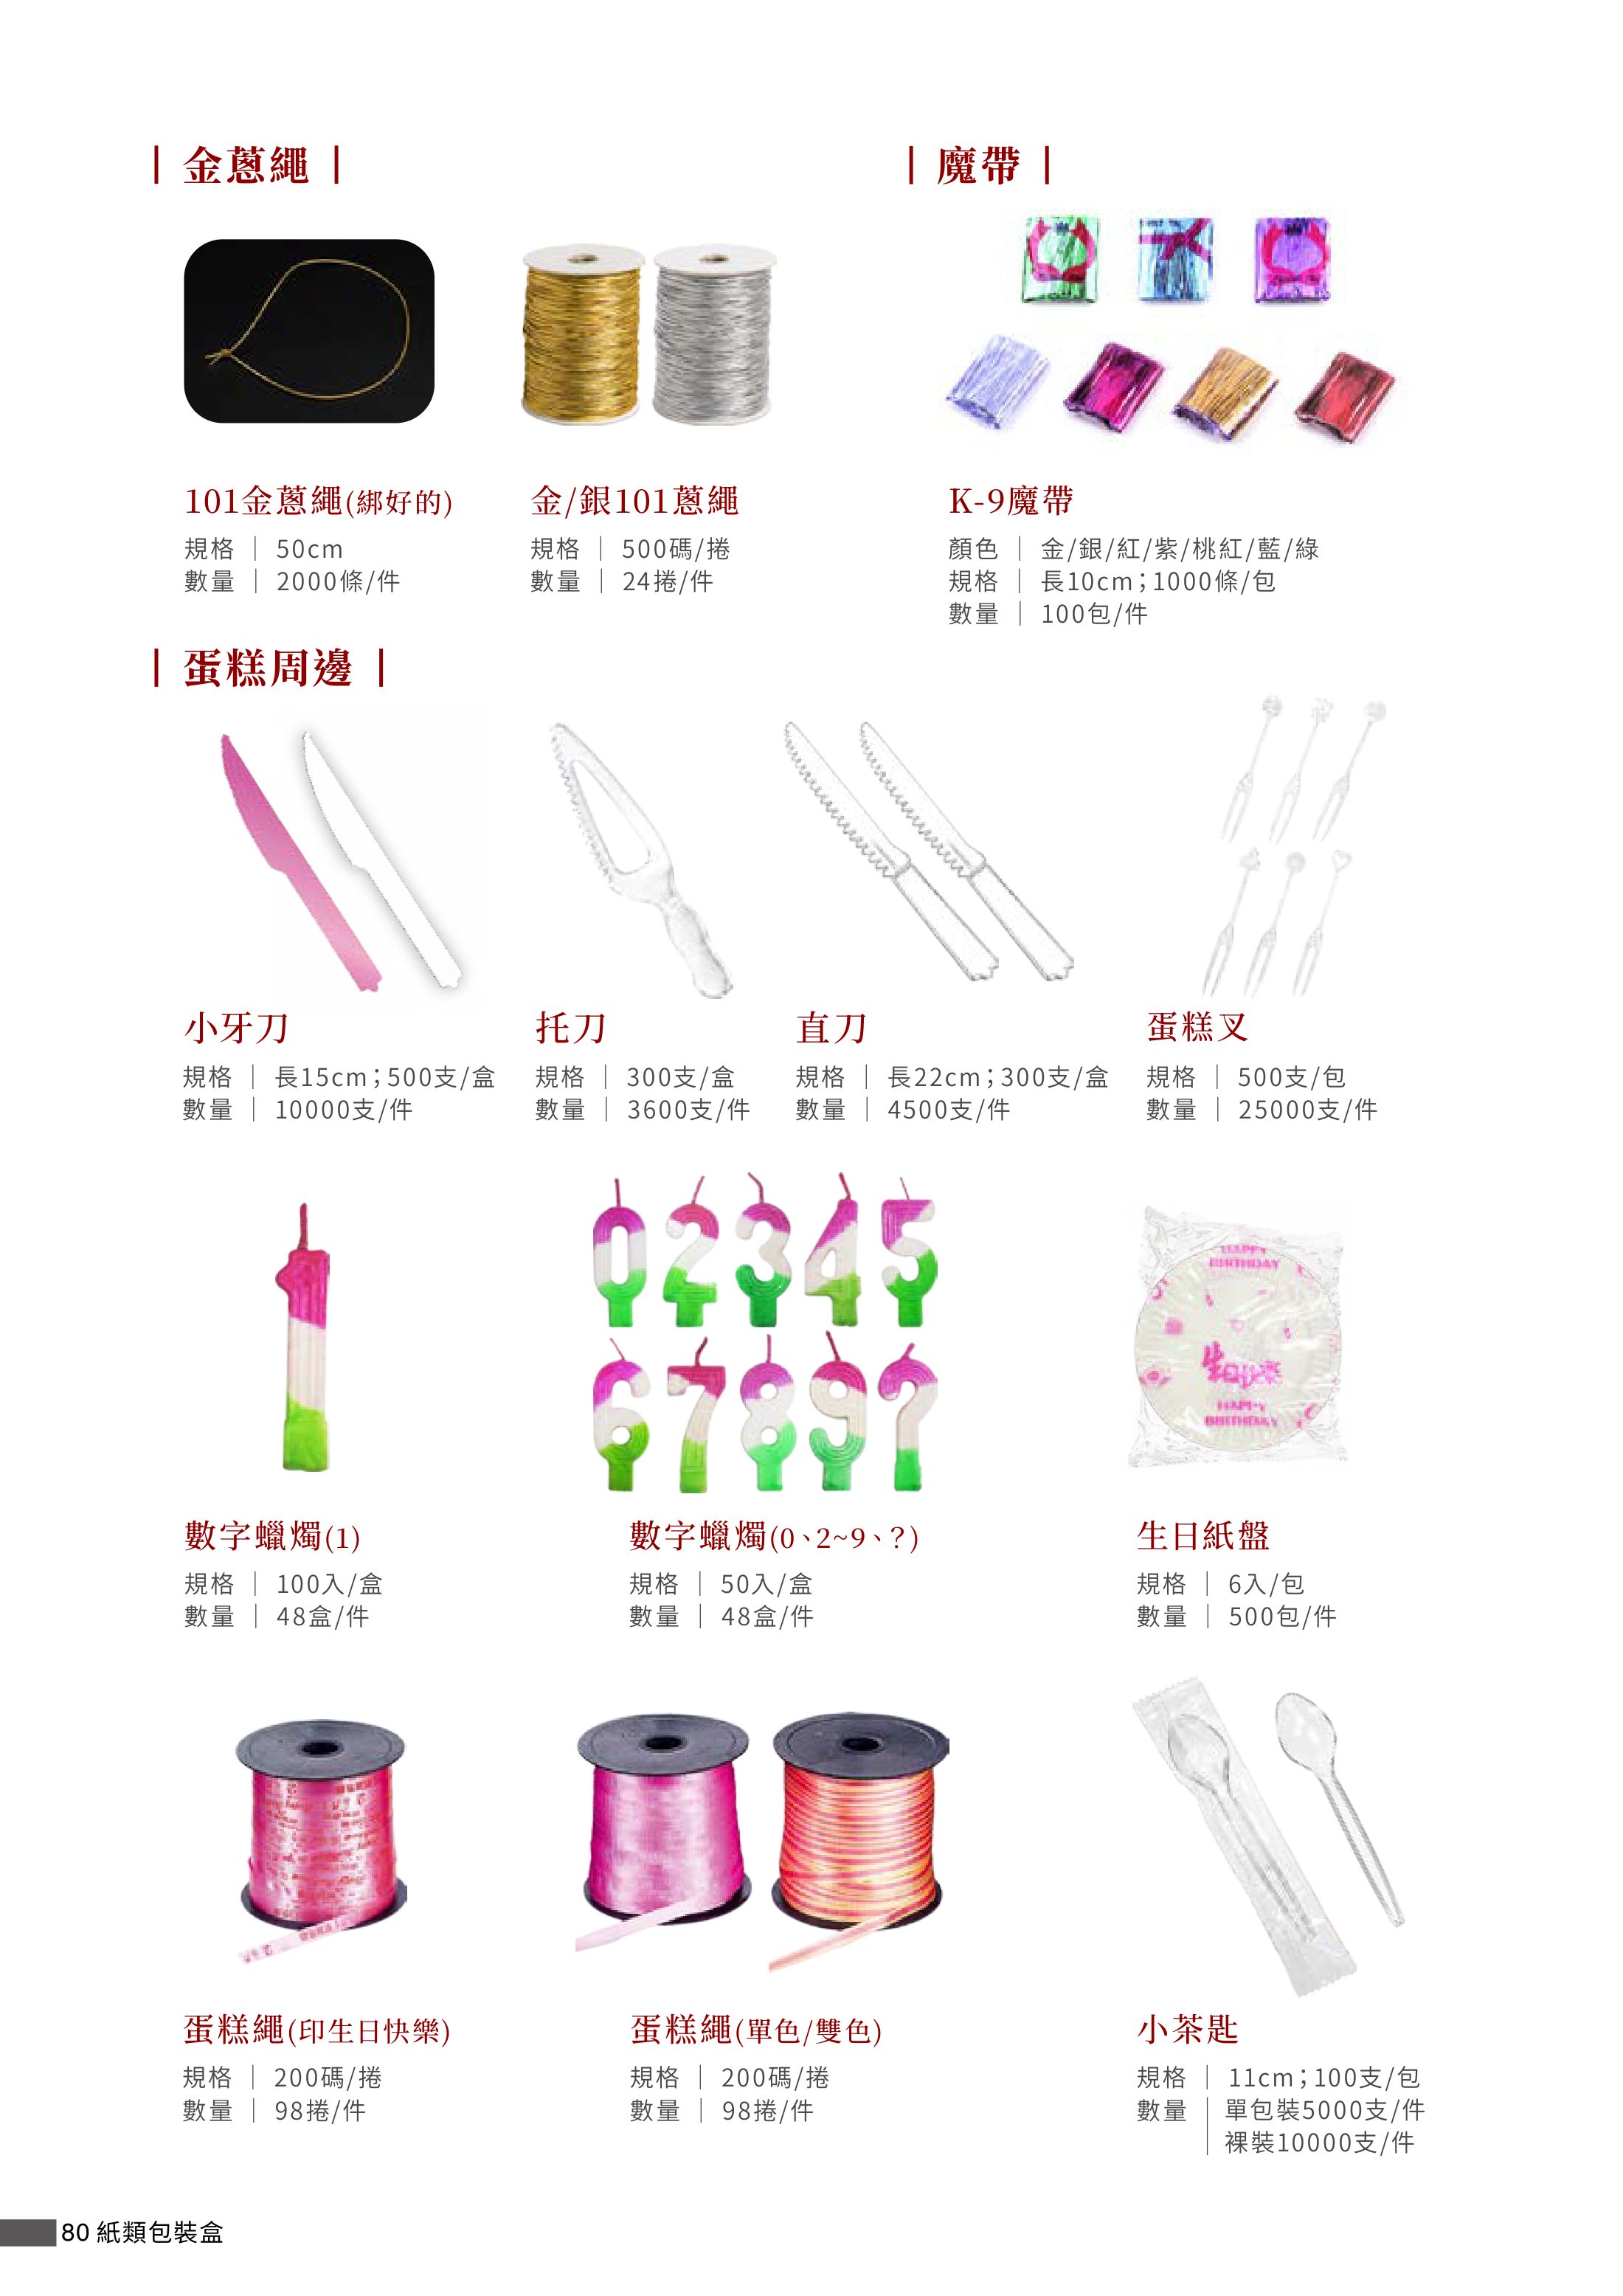 ｜金蔥繩｜
｜魔帶｜
101金蔥繩(綁好的)
規格｜50cm
數量｜2000條/件
金/銀101蔥繩
規格｜500碼/捲
數量｜24捲/件
K-9魔帶
顏色｜金/銀/紅/紫/桃紅/藍/綠
規格｜長10cm；1000條/包
數量｜100包/件
｜蛋糕周邊｜
小牙刀
規格｜長15cm；500支/盒
數量｜10000支/件
托刀
規格｜300支/盒
數量｜3600支/件
直刀
規格｜長22cm；300支/盒
數量｜4500支/件
蛋糕叉
規格｜500支/包
數量｜25000支/件
HAPPY
BIRTHDAY
生日快樂
HAPPY
BIRTHDAY
數字蠟燭(1)
規格｜100入/盒
數量｜48盒/件
數字蠟燭(0、2~9、?)
規格｜50入/盒
數量｜48盒/件
生日紙盤
規格｜6入/包
數量｜500包/件
蛋糕繩(印生日快樂)
規格｜200碼/捲
數量｜98捲/件
蛋糕繩(單色/雙色)
規格｜200碼/捲
數量｜98捲/件
小茶匙
規格｜11cm；100支/包
數量｜單包裝5000支/件
裸裝10000支/件
80 紙類包裝盒